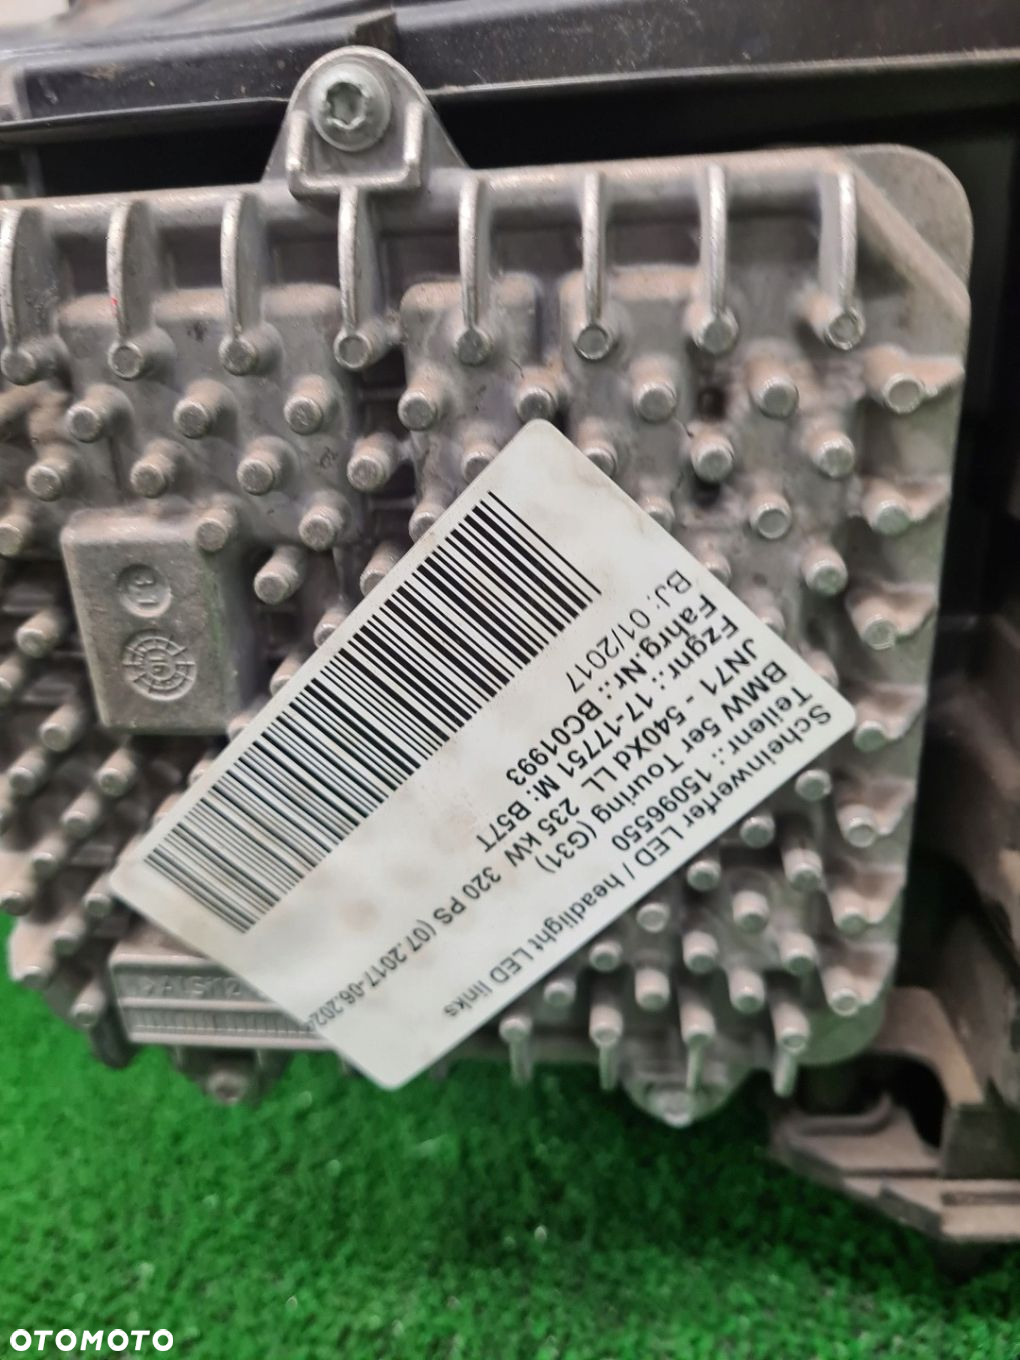 Scheinwerfer LED / headlight LED links
Teilenr.: 15096550
BMW 5er Touring (G31)
JN71 - 540Xd LL 235 kW 320 PS (07.2017-06.202
Fzgnr.: 17-17751 M: B57T
Fahrg.Nr.: BC01993
BJ: 01/2017
OTOMOTO